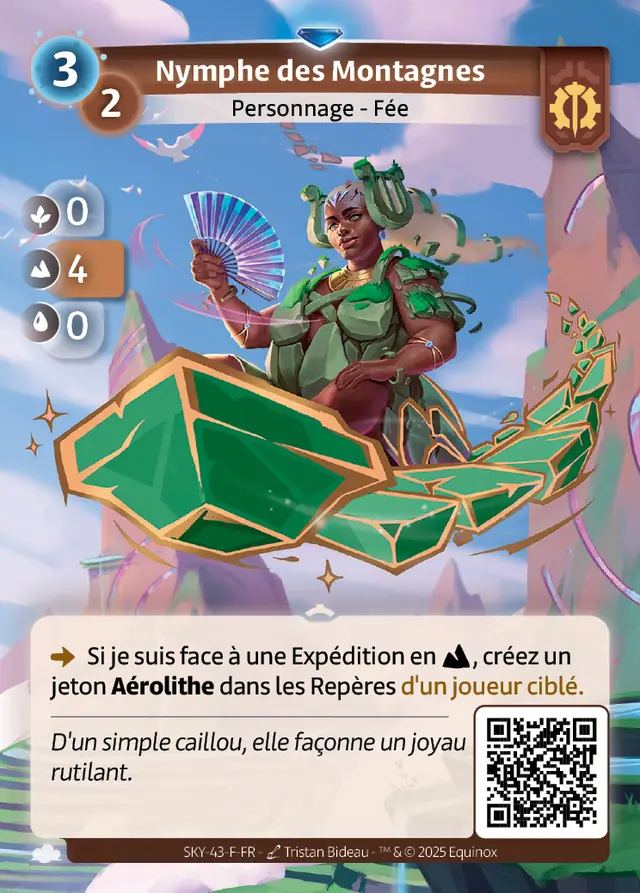 3
Nymphe des Montagnes
2
Personnage - Fée
0
4
0
Si je suis face à une Expédition en , créez un
jeton Aérolithe dans les Repères d'un joueur ciblé.
D'un simple caillou, elle façonne un joyau
rutilant.
SKY-43-F-FR - Tristan Bideau - ™ & © 2025 Equinox